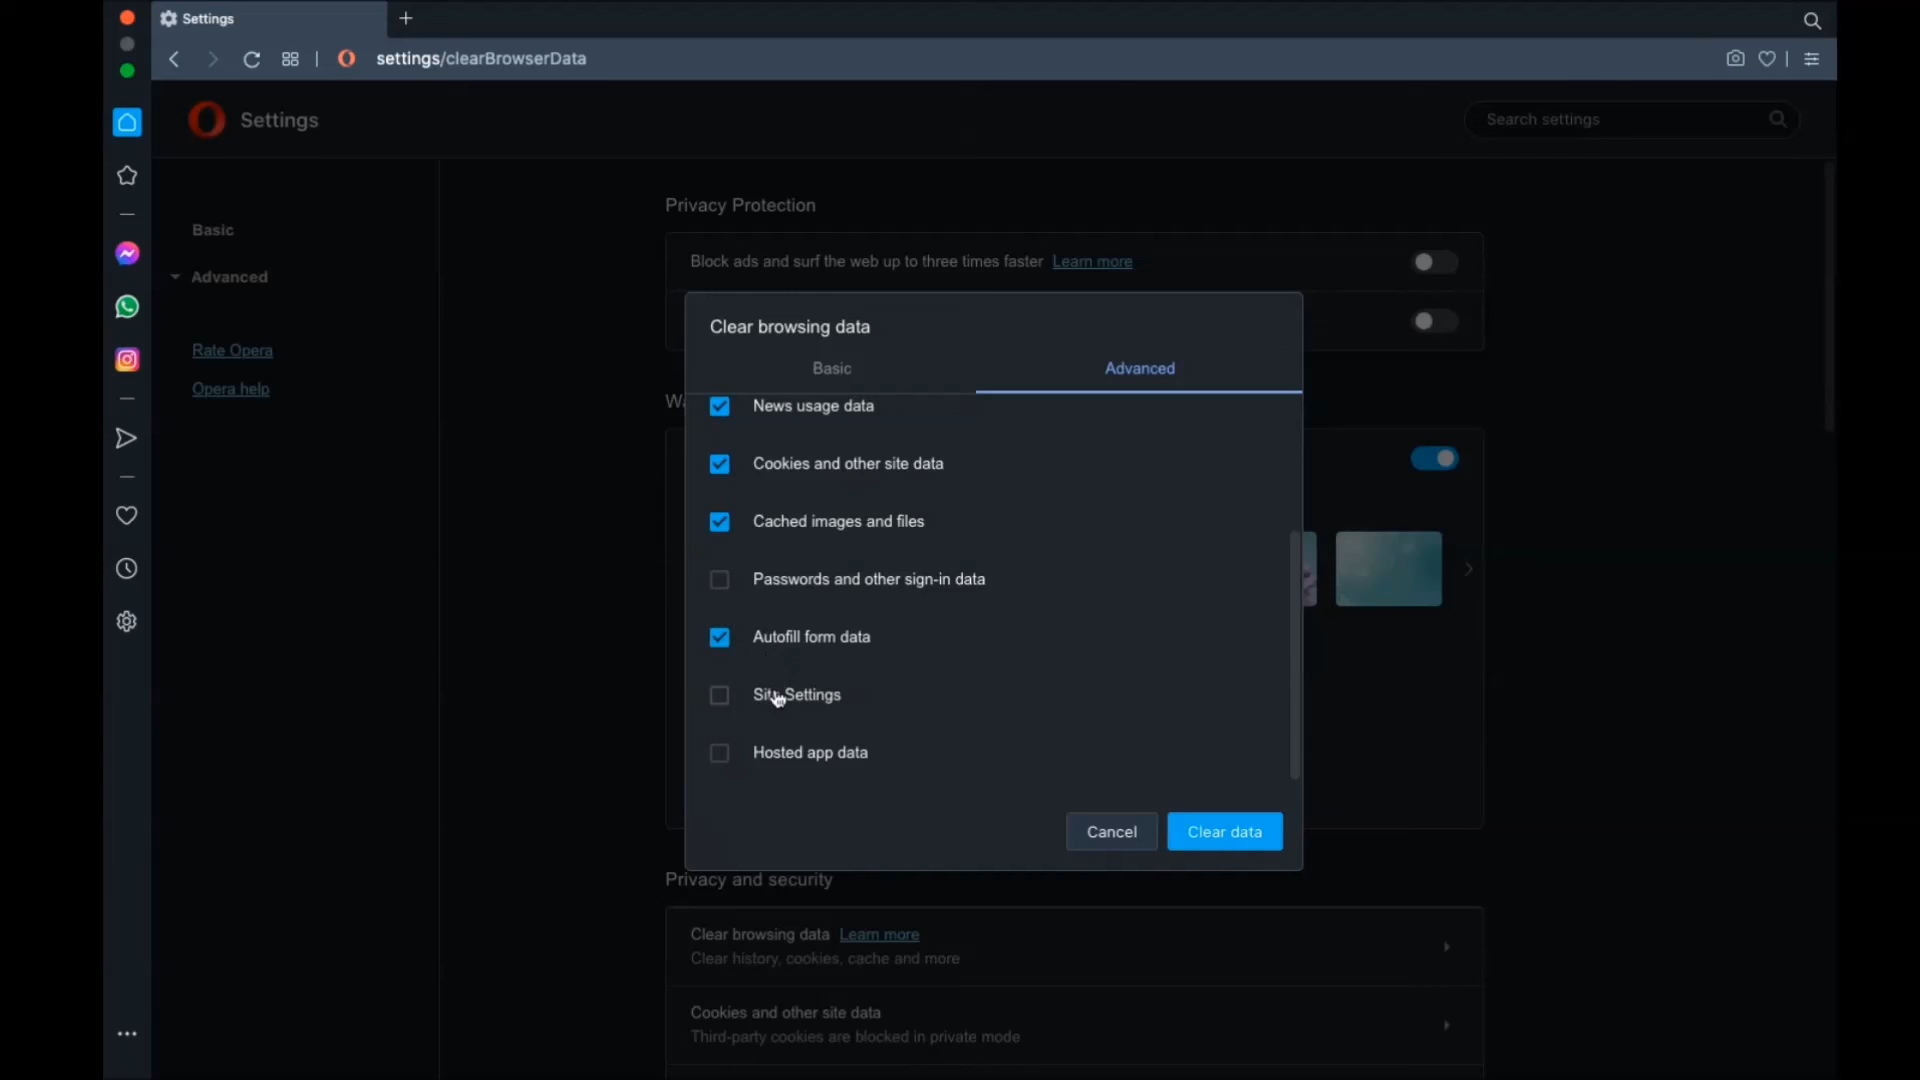 Settings
settings/clearBrowserData
Settings
Search settings
Basic
Advanced
Rate Opera
Opera help
Privacy Protection
Block ads and surf the web up to three times faster Learn more
Clear browsing data
Basic
Advanced
News usage data
Cookies and other site data
Cached images and files
Passwords and other sign-in data
Autofill form data
Site Settings
Hosted app data
Cancel
Clear data
Privacy and security
Clear browsing data Learn more
Clear history, cookies, cache and more
Cookies and other site data
Third-party cookies are blocked in private mode